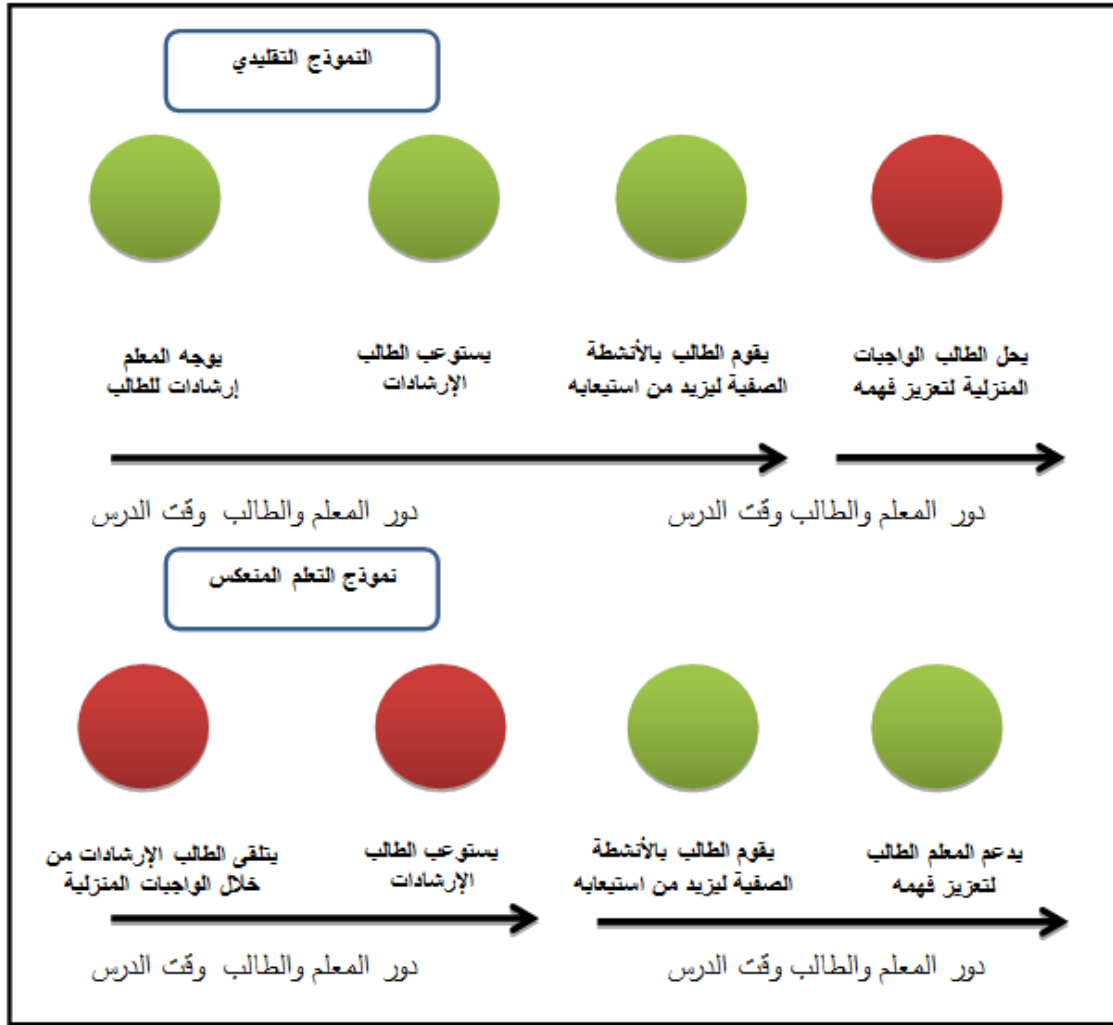 النموذج التقليدي
يوجه المعلم
إرشادات للطالب
يستوعب الطالب
الإرشادات
يقوم الطالب بالأنشطة
الصفية ليزيد من استيعابه
يحل الطالب الواجبات
المنزلية لتعزيز فهمه
دور المعلم والطالب وقت الدرس
دور المعلم والطالب وقت الدرس
نموذج التعلم المنعكس
يتلقى الطالب الإرشادات من
خلال الواجبات المنزلية
يستوعب الطالب
الإرشادات
يقوم الطالب بالأنشطة
الصفية ليزيد من استيعابه
يدعم المعلم الطالب
لتعزيز فهمه
دور المعلم والطالب وقت الدرس
دور المعلم والطالب وقت الدرس